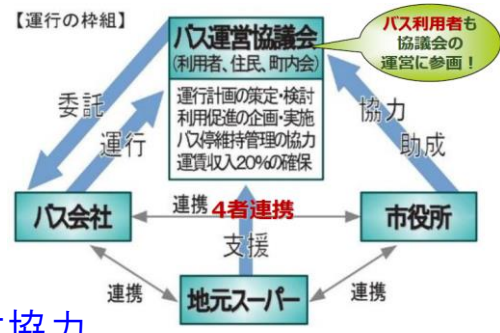 【運行の枠組】
バス運営協議会
(利用者、住民、町内会)
バス利用者も
協議会の
運営に参画！
運行計画の策定・検討
利用促進の企画・実施
バス停維持管理の協力
運賃収入20%の確保
委託
運行
協力
助成
バス会社
連携
4者連携
市役所
支援
連携
地元スーパー
連携
協力